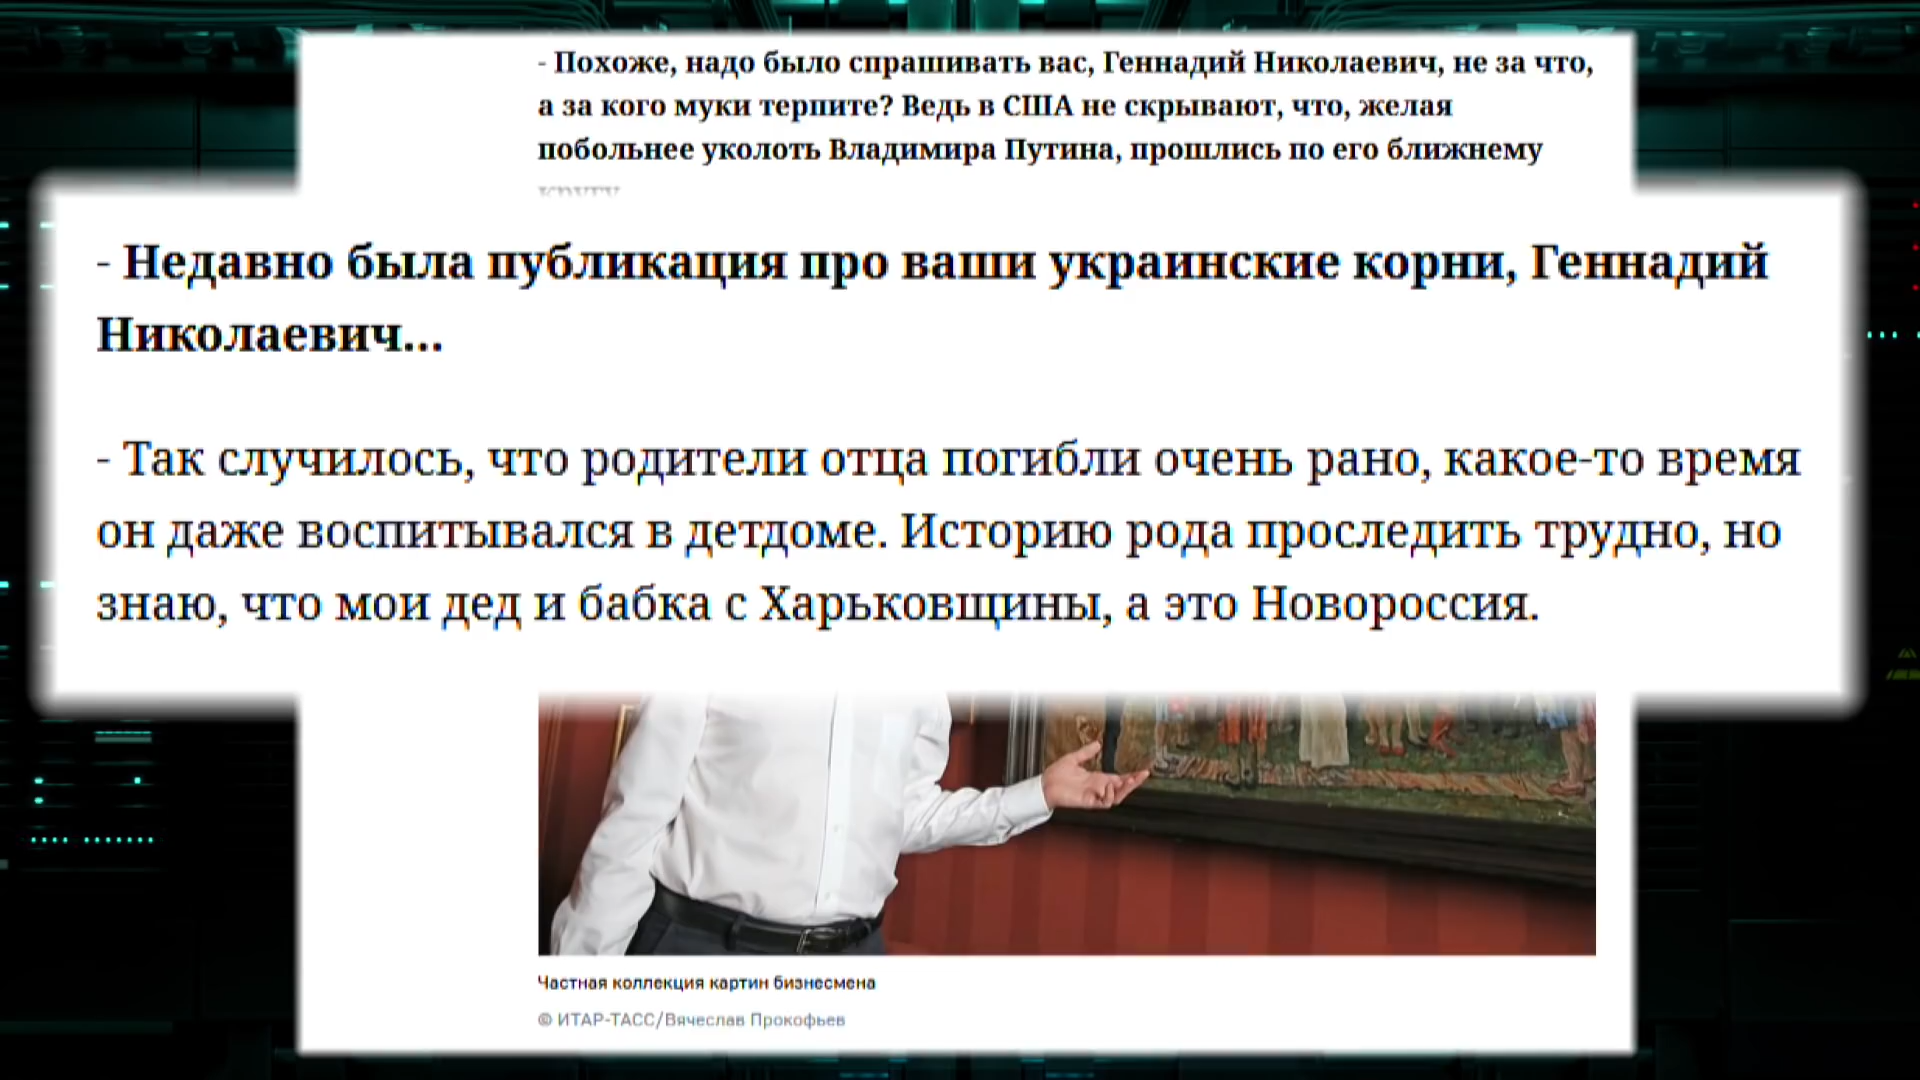 - Похоже, надо было спрашивать вас, Геннадий Николаевич, не за что,
а за кого муки терпите? Ведь в США не скрывают, что, желая
побольнее уколоть Владимира Путина, прошлись по его ближнему
кругу
- Недавно была публикация про ваши украинские корни, Геннадий
Николаевич...
- Так случилось, что родители отца погибли очень рано, какое-то время
он даже воспитывался в детдоме. Историю рода проследить трудно, но
знаю, что мои дед и бабка с Харьковщины, а это Новороссия.
Частная коллекция картин бизнесмена
© ИТАР-ТАСС/Вячеслав Прокофьев